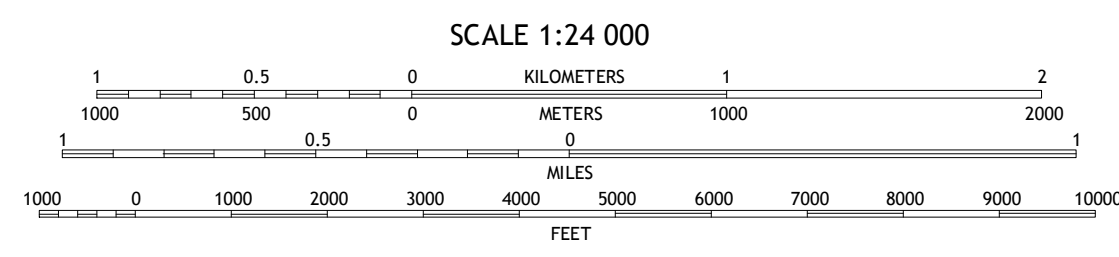 SCALE 1:24 000
1 0.5 0 KILOMETERS 1 2
1000 500 0 METERS 1000 2000
1 0.5 0 1
MILES
1000 0 1000 2000 3000 4000 5000 6000 7000 8000 9000 10000
FEET